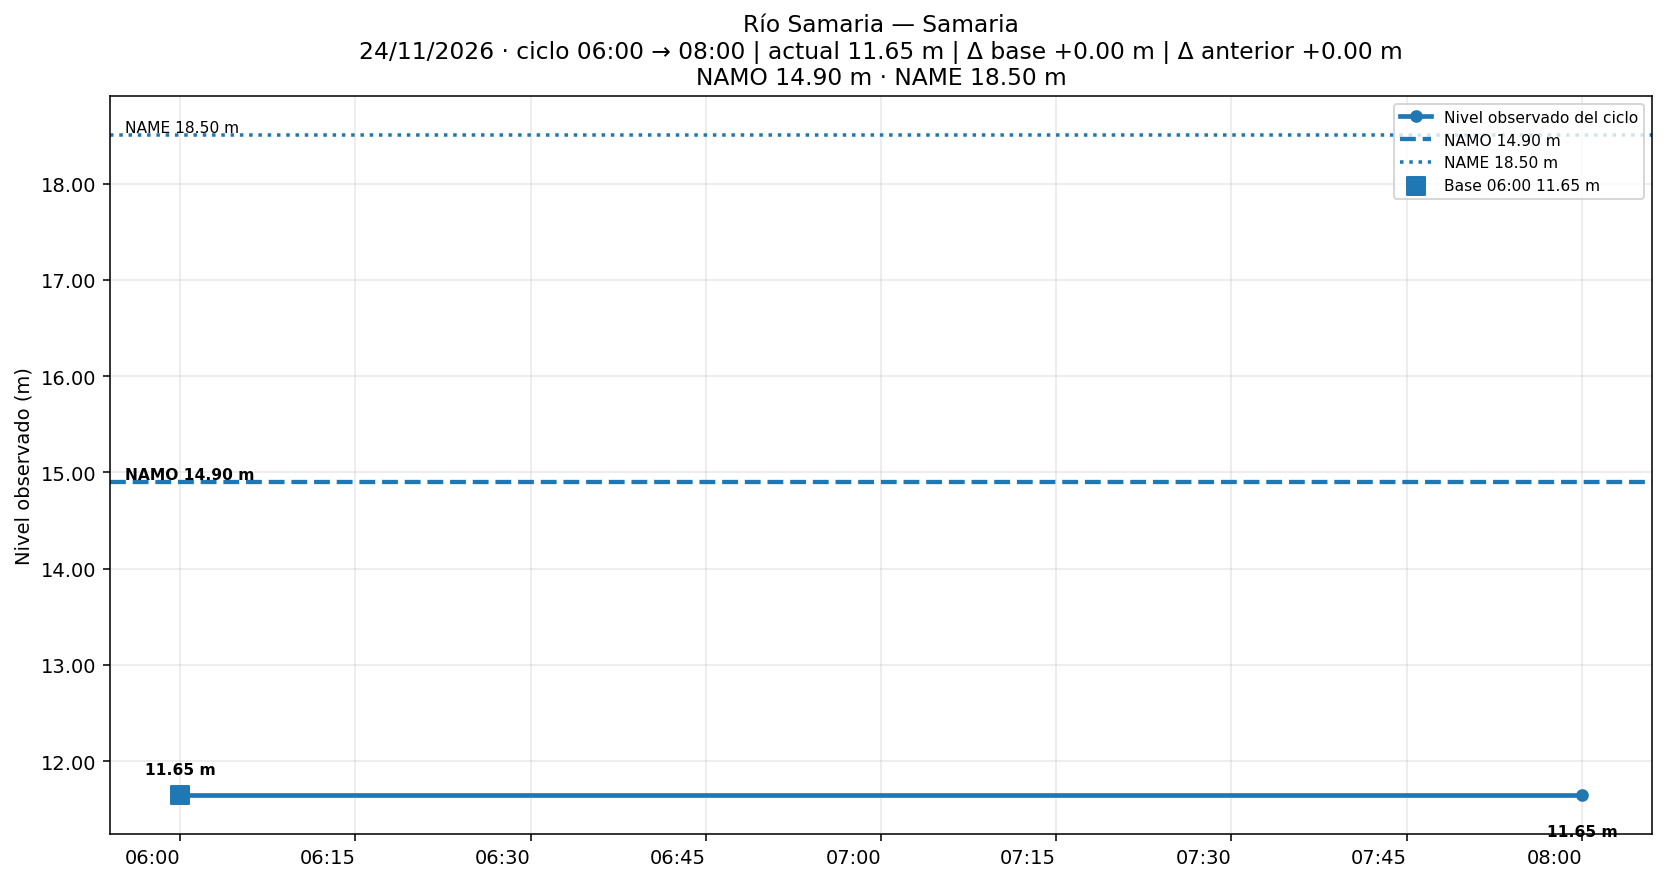 Río Samaria — Samaria
24/11/2026 · ciclo 06:00 → 08:00 | actual 11.65 m | Δ base +0.00 m | Δ anterior +0.00 m
NAMO 14.90 m · NAME 18.50 m
NAME 18.50 m
Nivel observado del ciclo
NAMO 14.90 m
NAME 18.50 m
Base 06:00 11.65 m
18.00
17.00
16.00
15.00
NAMO 14.90 m
14.00
13.00
12.00
Nivel observado (m)
11.65 m
11.65 m
06:00
06:15
06:30
06:45
07:00
07:15
07:30
07:45
08:00